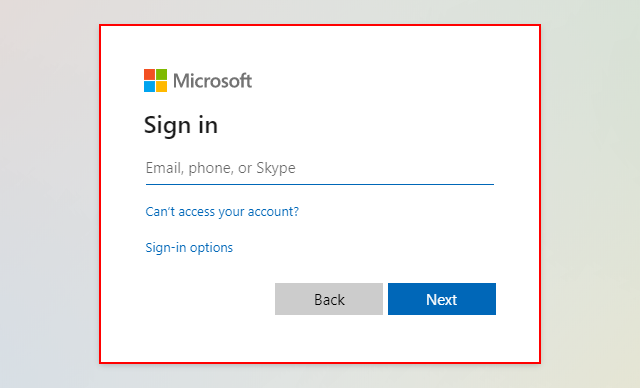 Microsoft
Sign in
Email, phone, or Skype
Can't access your account?
Sign-in options
Back
Next